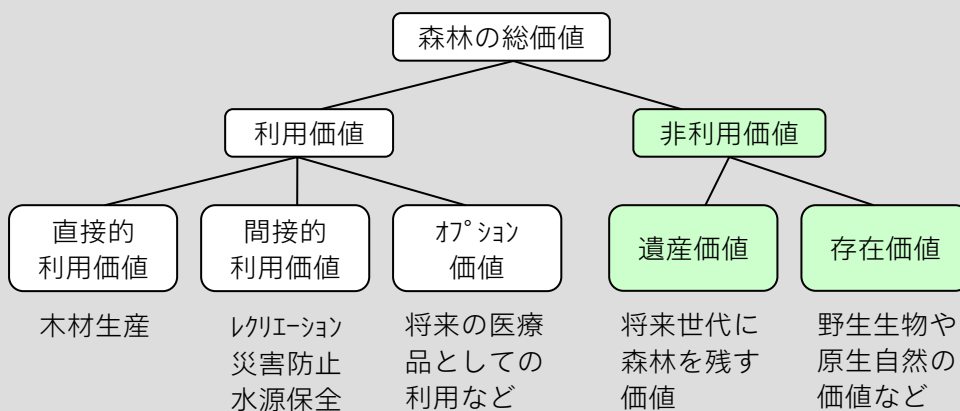 森林の総価値
利用価値
非利用価値
直接的
利用価値
間接的
利用価値
ｵﾌﾟｼｮﾝ
価値
遺産価値
存在価値
木材生産
ﾚｸﾘｴｰｼｮﾝ
災害防止
水源保全
将来の医療
品としての
利用など
将来世代に
森林を残す
価値
野生生物や
原生自然の
価値など